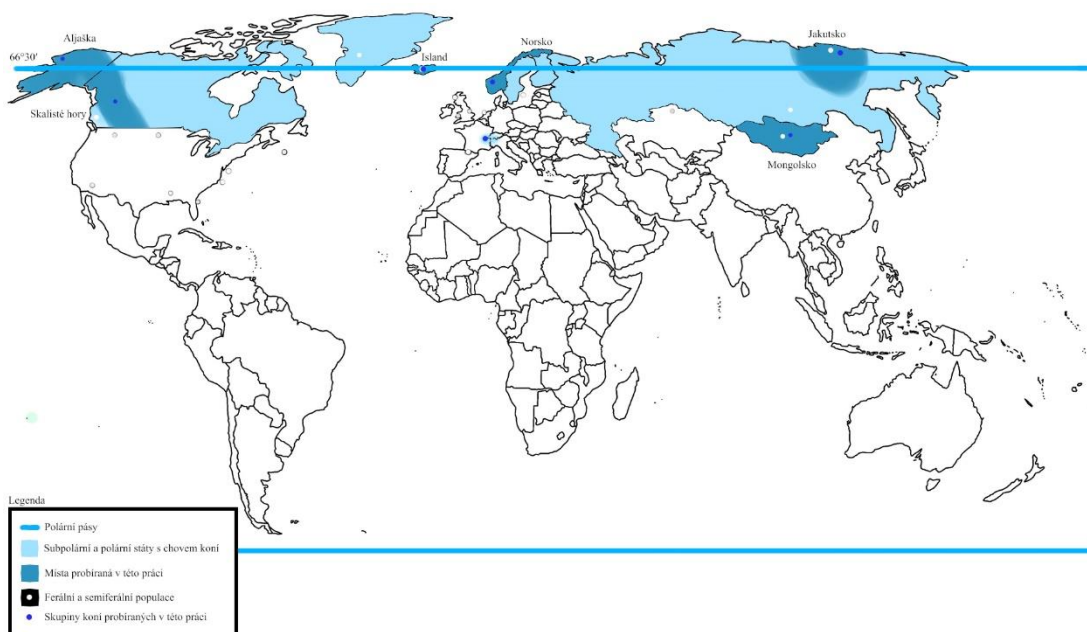 Aljaška
Norsko
Jakutsko
Island
66°30'
Skalisté hory
Mongolsko
Legenda
Polární pásy
Subpolární a polární státy s chovem koní
Místa probíraná v této práci
Ferální a semiferální populace
Skupiny koní probíraných v této práci